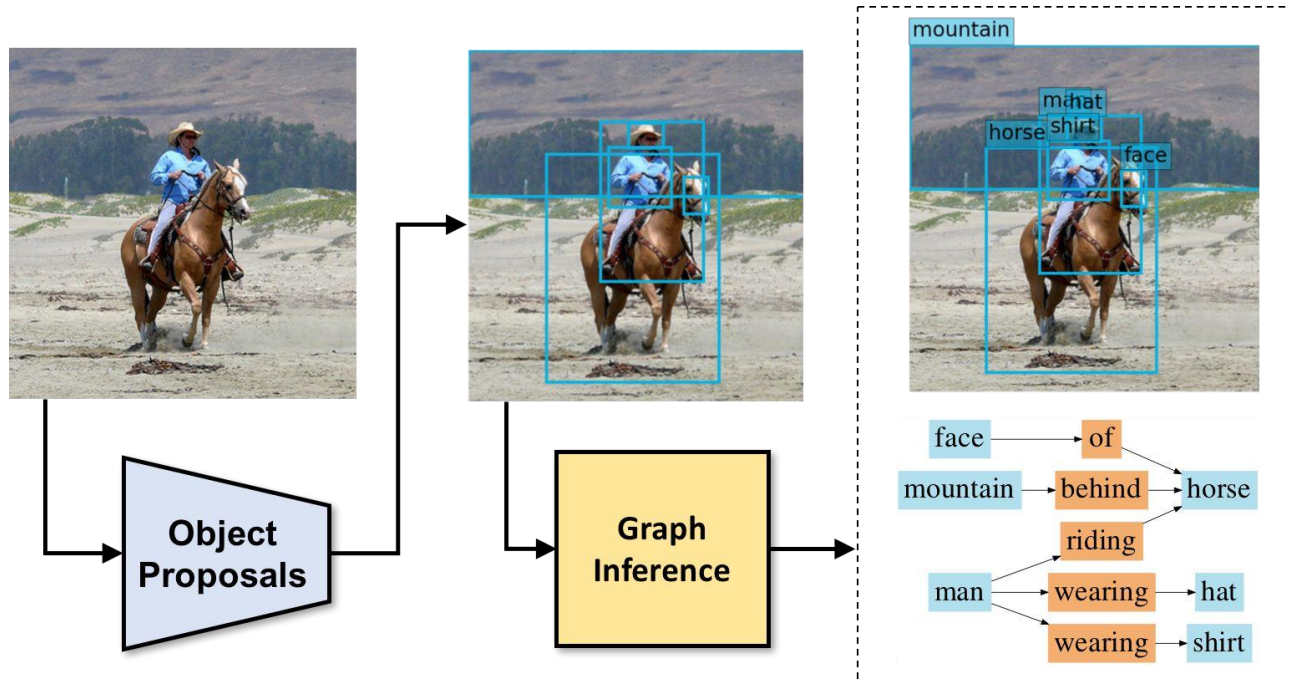 Object
Proposals
Graph
Inference
mountain
man
hat
shirt
horse
face
face
of
mountain
behind
horse
riding
man
wearing
hat
wearing
shirt